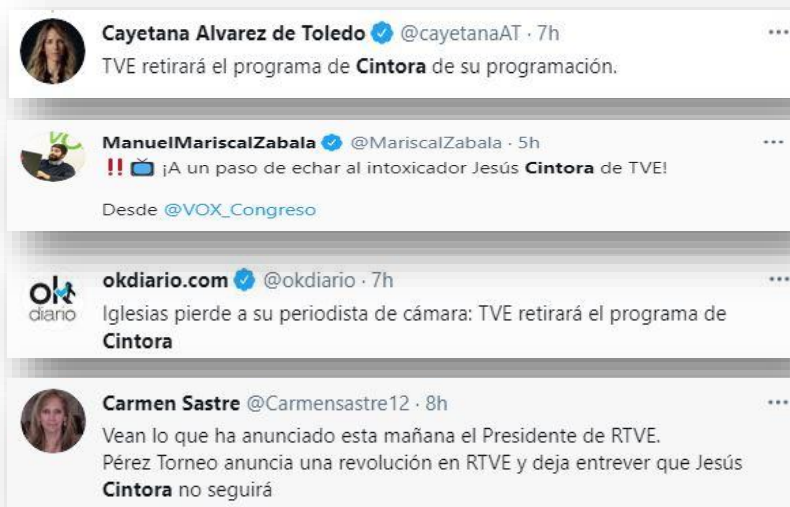 Cayetana Alvarez de Toledo @cayetanaAT · 7h
TVE retirará el programa de Cintora de su programación.
ManuelMariscalZabala @MariscalZabala · 5h
‼️ 📺 ¡A un paso de echar al intoxicador Jesús Cintora de TVE!
Desde @VOX_Congreso
ok
diario
okdiario.com @okdiario · 7h
Iglesias pierde a su periodista de cámara: TVE retirará el programa de
Cintora
Carmen Sastre @Carmensastre12 · 8h
Vean lo que ha anunciado esta mañana el Presidente de RTVE.
Pérez Torneo anuncia una revolución en RTVE y deja entrever que Jesús
Cintora no seguirá